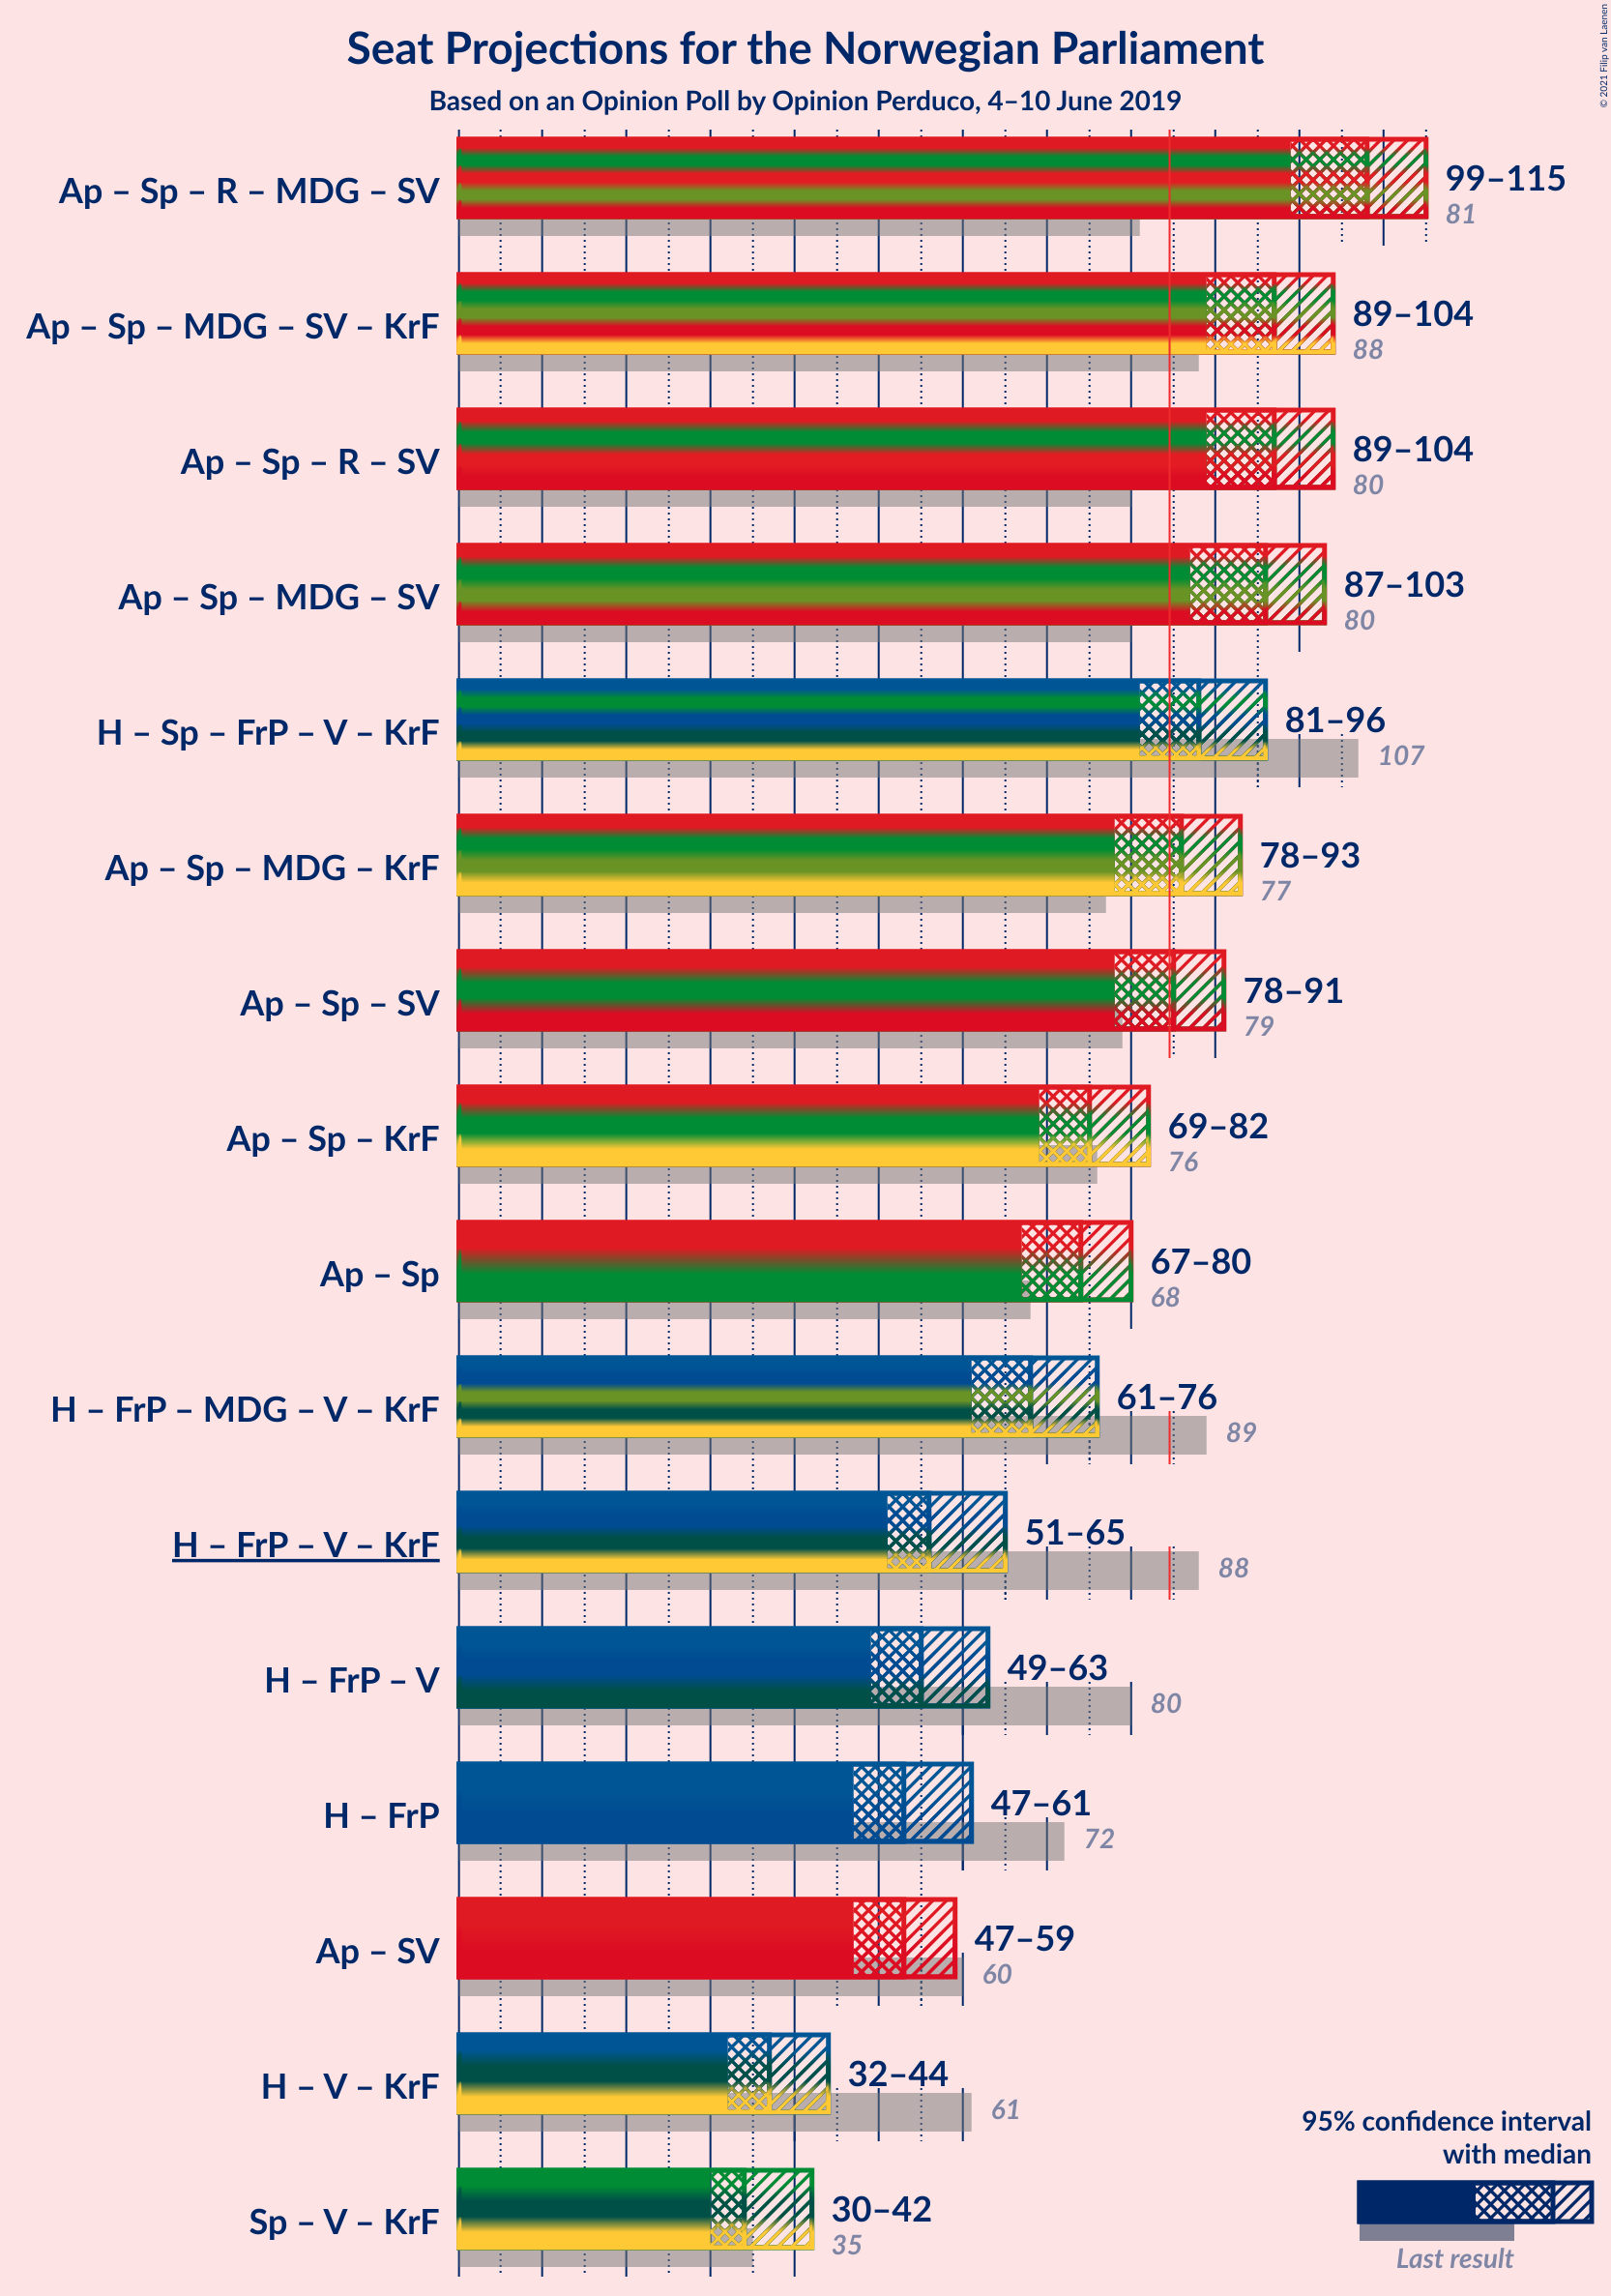 © 2021 Filip van Laenen
Seat Projections for the Norwegian Parliament
Based on an Opinion Poll by Opinion Perduco, 4–10 June 2019
Ap – Sp – R – MDG – SV
99–115
81
Ap – Sp – MDG – SV – KrF
89–104
88
Ap – Sp – R – SV
89–104
80
Ap – Sp – MDG – SV
87–103
80
H – Sp – FrP – V – KrF
81–96
107
Ap – Sp – MDG – KrF
78–93
77
Ap – Sp – SV
78–91
79
Ap – Sp – KrF
69–82
76
Ap – Sp
67–80
68
H – FrP – MDG – V – KrF
61–76
89
H – FrP – V – KrF
51–65
88
H – FrP – V
49–63
80
H – FrP
47–61
72
Ap – SV
47–59
60
H – V – KrF
32–44
61
Sp – V – KrF
30–42
35
95% confidence interval
with median
Last result